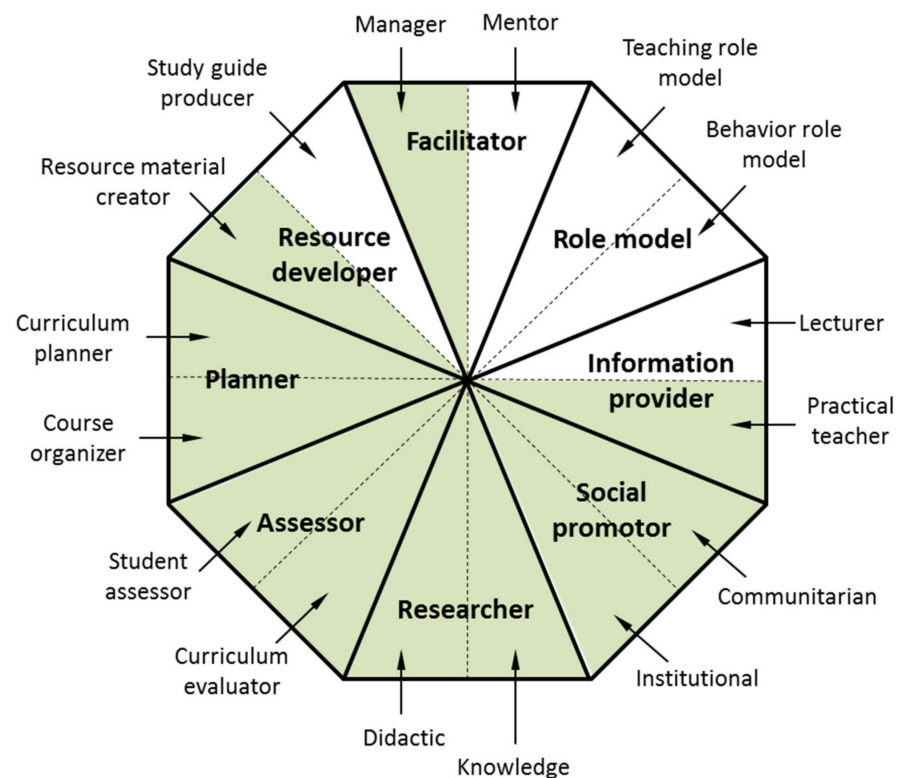 Manager
Mentor
Teaching role
model
Study guide
producer
Behavior role
model
Facilitator
Resource material
creator
Role model
Resource
developer
Curriculum
planner
Lecturer
Information
provider
Planner
Practical
teacher
Course
organizer
Social
promotor
Assessor
Student
assessor
Communitarian
Researcher
Curriculum
evaluator
Institutional
Didactic
Knowledge